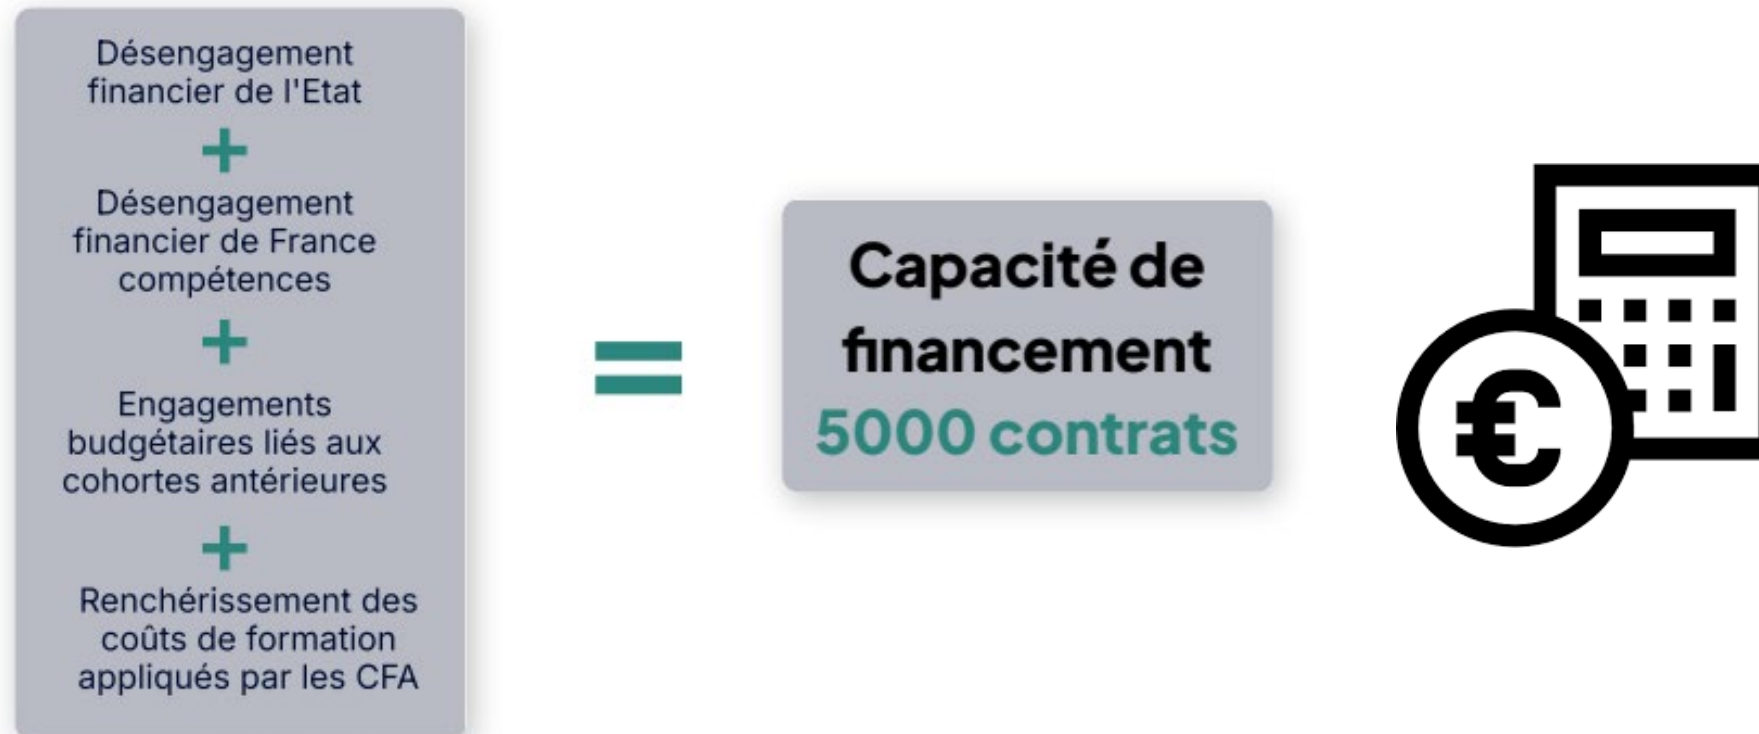 Désengagement
financier de l'Etat
+
Désengagement
financier de France
compétences
+
Engagements
budgétaires liés aux
cohortes antérieures
+
Renchérissement des
coûts de formation
appliqués par les CFA
=
Capacité de
financement
5000 contrats
€